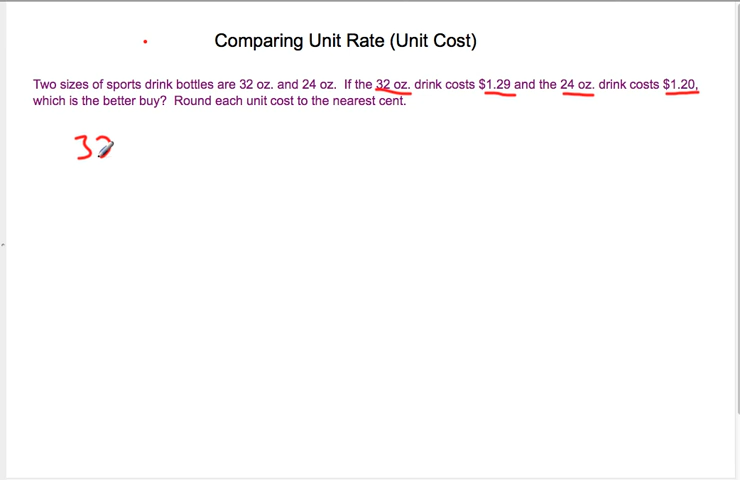 Comparing Unit Rate (Unit Cost)
Two sizes of sports drink bottles are 32 oz. and 24 oz.  If the 32 oz. drink costs $1.29 and the 24 oz. drink costs $1.20,
which is the better buy?  Round each unit cost to the nearest cent.
32